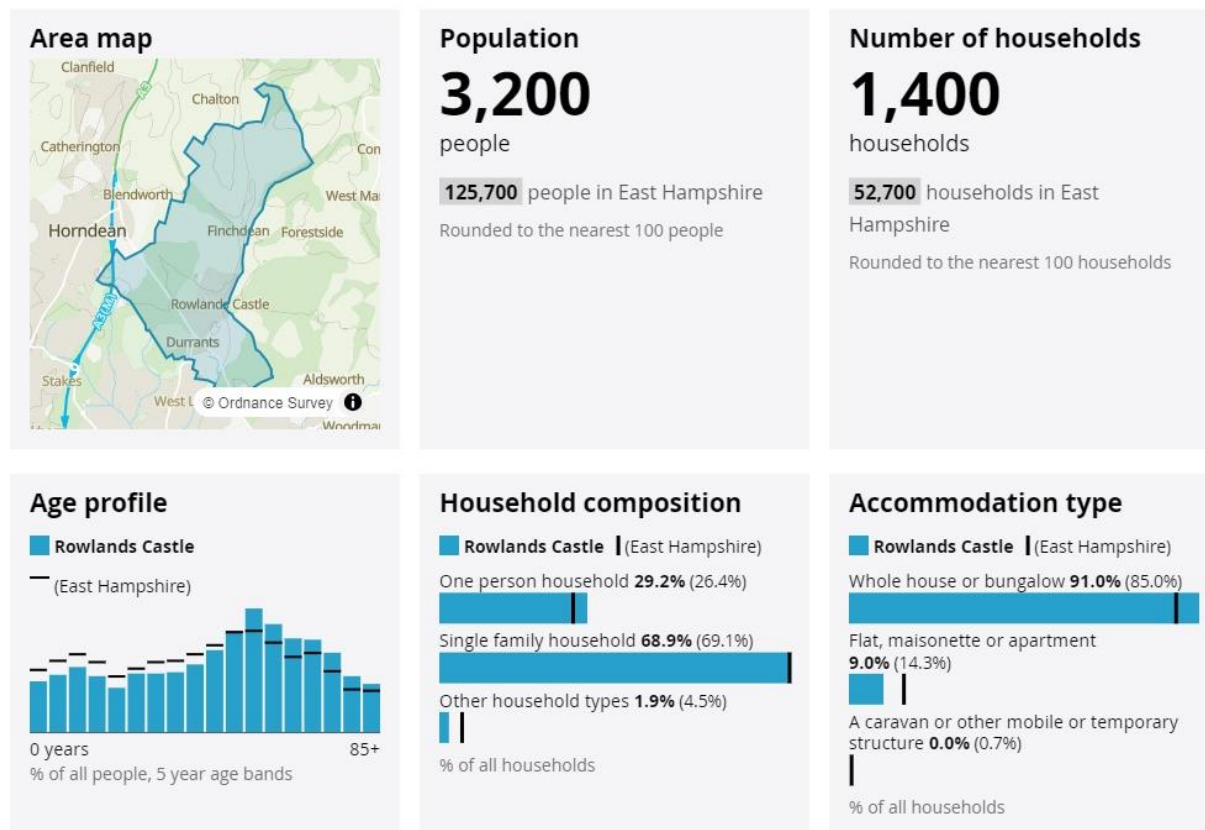 Area map
Clanfield
A3
Chalton
Catherington
Com
Blendworth
West Ma
Horndean
Finchdean
Forestside
Rowlands Castle
A3(M)
Durrants
Stakes
Aldsworth
West L
© Ordnance Survey
Woodma
Population
3,200
people
125,700 people in East Hampshire
Rounded to the nearest 100 people
Number of households
1,400
households
52,700 households in East
Hampshire
Rounded to the nearest 100 households
Age profile
Rowlands Castle
(East Hampshire)
0 years
85+
% of all people, 5 year age bands
Household composition
Rowlands Castle (East Hampshire)
One person household 29.2% (26.4%)
Single family household 68.9% (69.1%)
Other household types 1.9% (4.5%)
% of all households
Accommodation type
Rowlands Castle (East Hampshire)
Whole house or bungalow 91.0% (85.0%)
Flat, maisonette or apartment
9.0% (14.3%)
A caravan or other mobile or temporary
structure 0.0% (0.7%)
% of all households